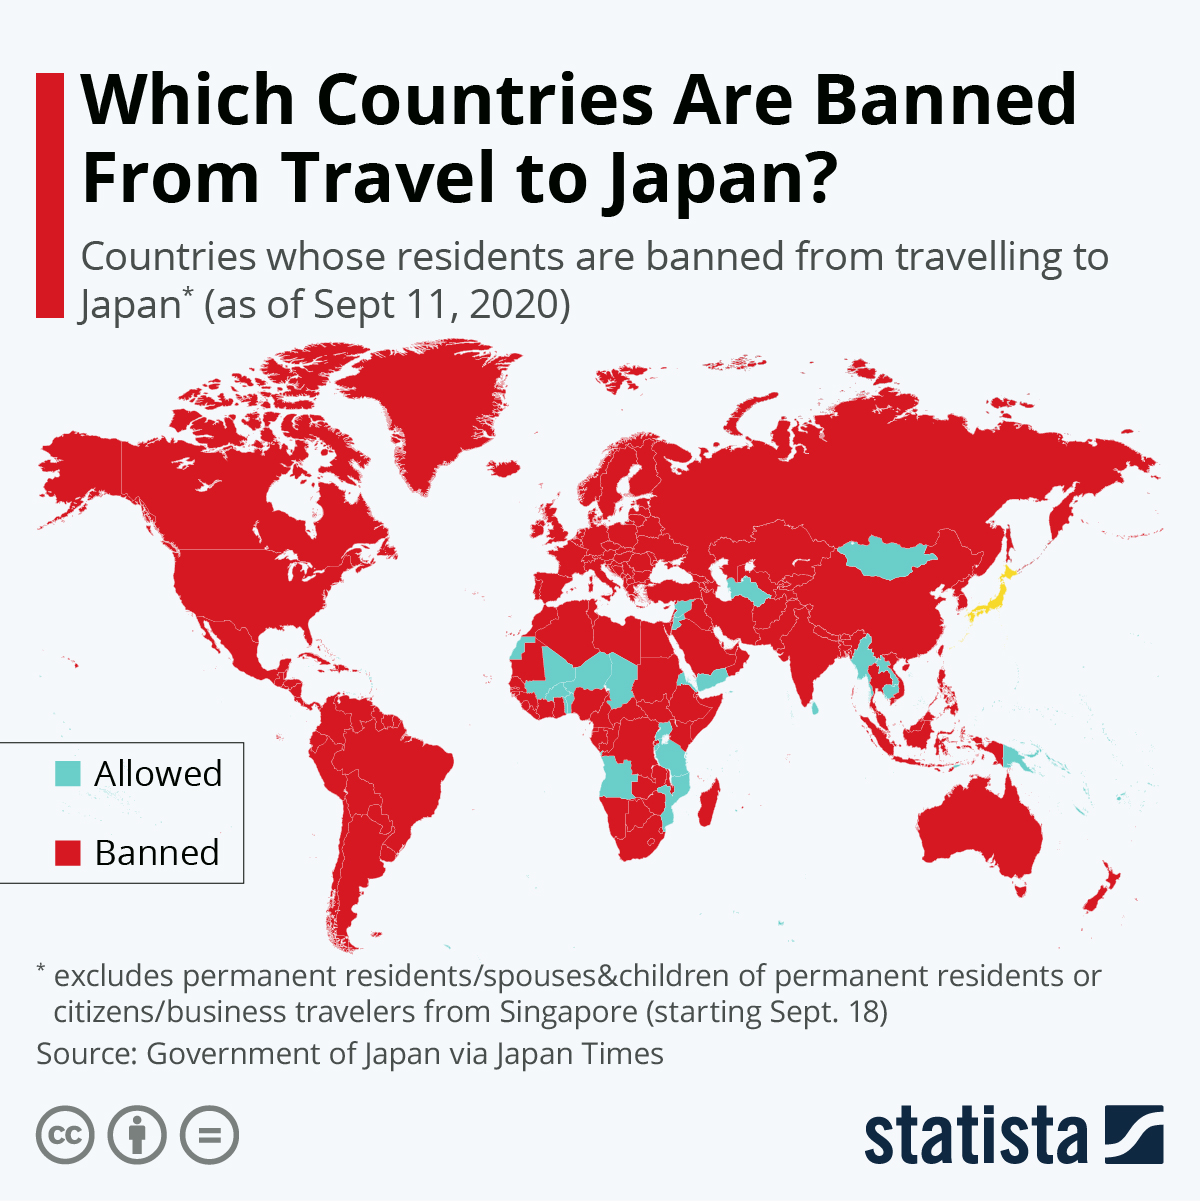 Which Countries Are Banned
From Travel to Japan?
Countries whose residents are banned from travelling to
Japan* (as of Sept 11, 2020)
Allowed
Banned
* excludes permanent residents/spouses&children of permanent residents or
citizens/business travelers from Singapore (starting Sept. 18)
Source: Government of Japan via Japan Times
cc
statista